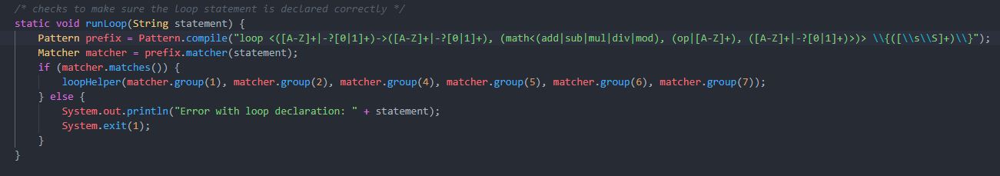 /* checks to make sure the loop statement is declared correctly */
static void runLoop(String statement) {
    Pattern prefix = Pattern.compile("loop <([A-Z]+|-?[0|1]+)->([A-Z]+|-?[0|1]+), (math<(add|sub|mul|div|mod), (op|[A-Z]+), ([A-Z]+|-?[0|1]+)>)> \\{([\\s\\S]+)\\}");
    Matcher matcher = prefix.matcher(statement);
    if (matcher.matches()) {
        loopHelper(matcher.group(1), matcher.group(2), matcher.group(4), matcher.group(5), matcher.group(6), matcher.group(7));
    } else {
        System.out.println("Error with loop declaration: " + statement);
        System.exit(1);
    }
}